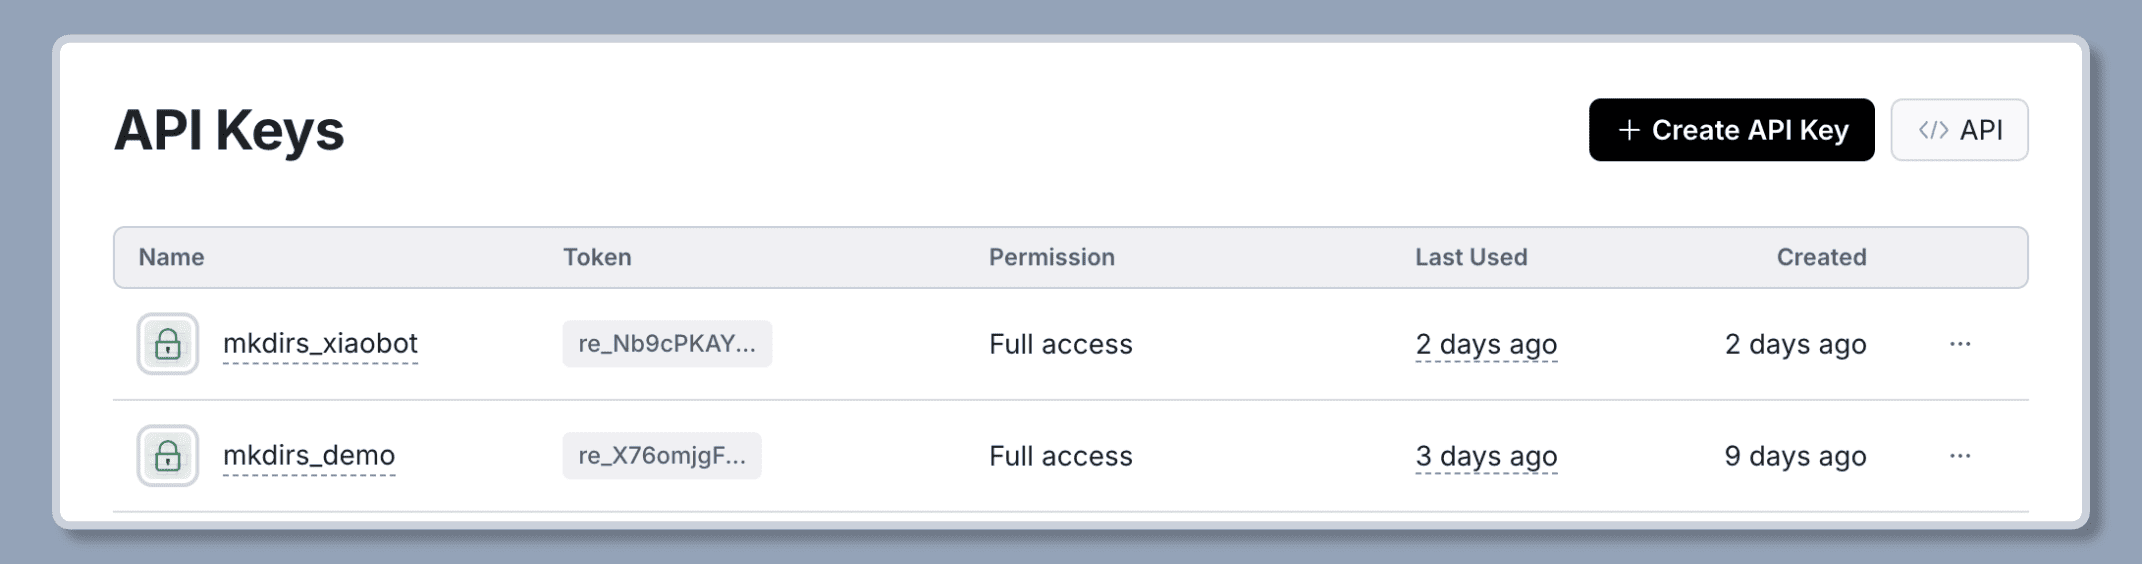 API Keys
+ Create API Key
</> API
Name Token Permission Last Used Created
mkdirs_xiaobot re_Nb9cPKAY... Full access 2 days ago 2 days ago ...
mkdirs_demo re_X76omjgF... Full access 3 days ago 9 days ago ...